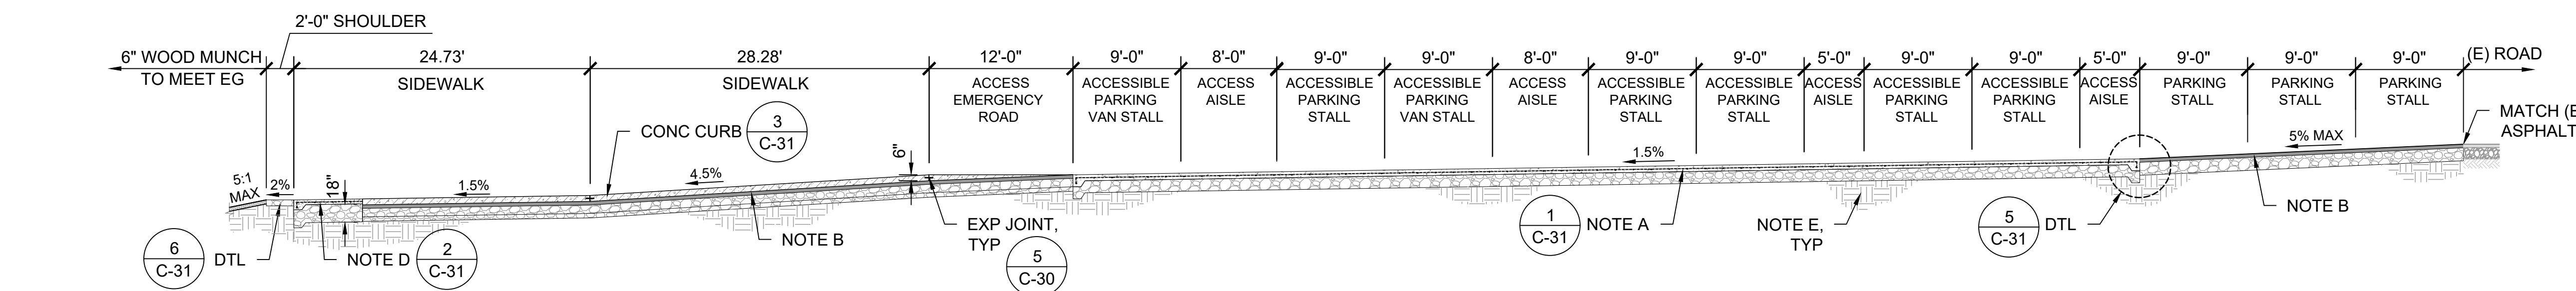 2'-0" SHOULDER
6" WOOD MUNCH
TO MEET EG
24.73'
SIDEWALK
28.28'
SIDEWALK
12'-0"
ACCESS
EMERGENCY
ROAD
9'-0"
ACCESSIBLE
PARKING
VAN STALL
8'-0"
ACCESS
AISLE
9'-0"
ACCESSIBLE
PARKING
STALL
9'-0"
ACCESSIBLE
PARKING
VAN STALL
8'-0"
ACCESS
AISLE
9'-0"
ACCESSIBLE
PARKING
STALL
9'-0"
ACCESSIBLE
PARKING
STALL
5'-0"
ACCESS
AISLE
9'-0"
ACCESSIBLE
PARKING
STALL
9'-0"
ACCESSIBLE
PARKING
STALL
5'-0"
ACCESS
AISLE
9'-0"
PARKING
STALL
9'-0"
PARKING
STALL
9'-0"
PARKING
STALL
(E) ROAD
MATCH (E
ASPHALT
CONC CURB
3
C-31
6"
5:1
MAX
2%
18"
1.5%
4.5%
1.5%
5% MAX
6
C-31
DTL
NOTE D
2
C-31
NOTE B
EXP JOINT,
TYP
5
C-30
1
C-31
NOTE A
NOTE E,
TYP
5
C-31
DTL
NOTE B